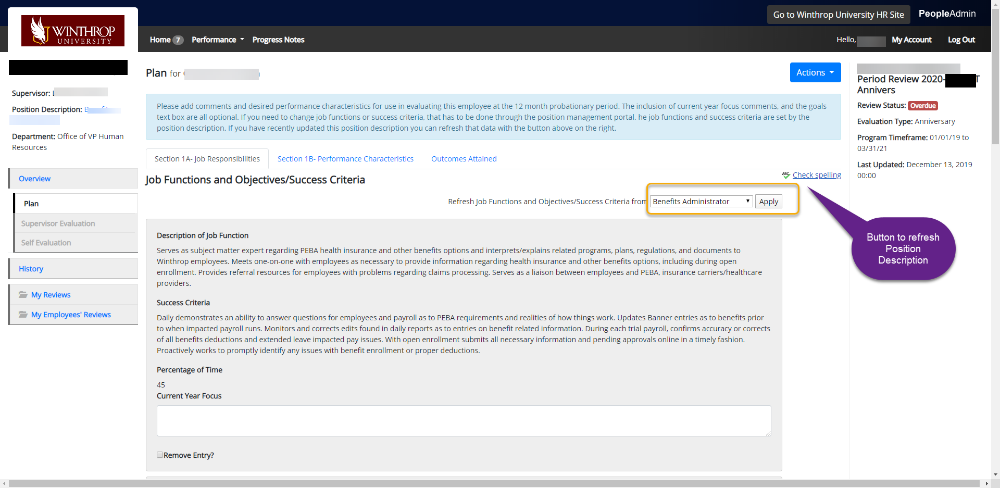 Go to Winthrop University HR Site
PeopleAdmin
WINTHROP
UNIVERSITY
Home 7 Performance Progress Notes
Hello, My Account Log Out
Supervisor:
Position Description:
Department: Office of VP Human
Resources
Overview
Plan
Supervisor Evaluation
Self Evaluation
History
My Reviews
My Employees' Reviews
Plan for
Actions
Please add comments and desired performance characteristics for use in evaluating this employee at the 12 month probationary period. The inclusion of current year focus comments, and the goals
text box are all optional. If you need to change job functions or success criteria, that has to be done through the position management portal. he job functions and success criteria are set by the
position description. If you have recently updated this position description you can refresh that data with the button above on the right.
Section 1A- Job Responsibilities
Section 1B- Performance Characteristics
Outcomes Attained
ABC Check spelling
Job Functions and Objectives/Success Criteria
Refresh Job Functions and Objectives/Success Criteria from Benefits Administrator Apply
Description of Job Function
Serves as subject matter expert regarding PEBA health insurance and other benefits options and interprets/explains related programs, plans, regulations, and documents to
Winthrop employees. Meets one-on-one with employees as necessary to provide information regarding health insurance and other benefits options, including during open
enrollment. Provides referral resources for employees with problems regarding claims processing. Serves as a liaison between employees and PEBA, insurance carriers/healthcare
providers.
Success Criteria
Daily demonstrates an ability to answer questions for employees and payroll as to PEBA requirements and realities of how things work. Updates Banner entries as to benefits prior
to when impacted payroll runs. Monitors and corrects edits found in daily reports as to entries on benefit related information. During each trial payroll, confirms accuracy or corrects
of all benefits deductions and extended leave impacted pay issues. With open enrollment submits all necessary information and pending approvals online in a timely fashion.
Proactively works to promptly identify any issues with benefit enrollment or proper deductions.
Percentage of Time
45
Current Year Focus
Remove Entry?
Period Review 2020- T
Annivers
Review Status: Overdue
Evaluation Type: Anniversary
Program Timeframe: 01/01/19 to
03/31/21
Last Updated: December 13, 2019
00:00
Button to refresh
Position
Description